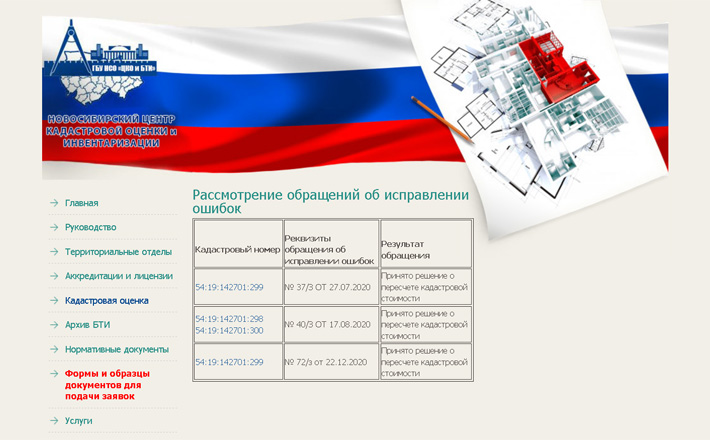 ГБУ НСО «ЦКО и БТИ»
НОВОСИБИРСКИЙ ЦЕНТР
КАДАСТРОВОЙ ОЦЕНКИ и
ИНВЕНТАРИЗАЦИИ
Главная
Руководство
Территориальные отделы
Аккредитации и лицензии
Кадастровая оценка
Архив БТИ
Нормативные документы
Формы и образцы
документов для
подачи заявок
Услуги
Рассмотрение обращений об исправлении
ошибок
Кадастровый номер
Реквизиты
обращения об
исправлении ошибок
Результат
обращения
54:19:142701:299
№ 37/З ОТ 27.07.2020
Принято решение о
пересчете кадастровой
стоимости
54:19:142701:298
54:19:142701:300
№ 40/З ОТ 17.08.2020
Принято решение о
пересчете кадастровой
стоимости
54:19:142701:299
№ 72/з от 22.12.2020
Принято решение о
пересчете кадастровой
стоимости